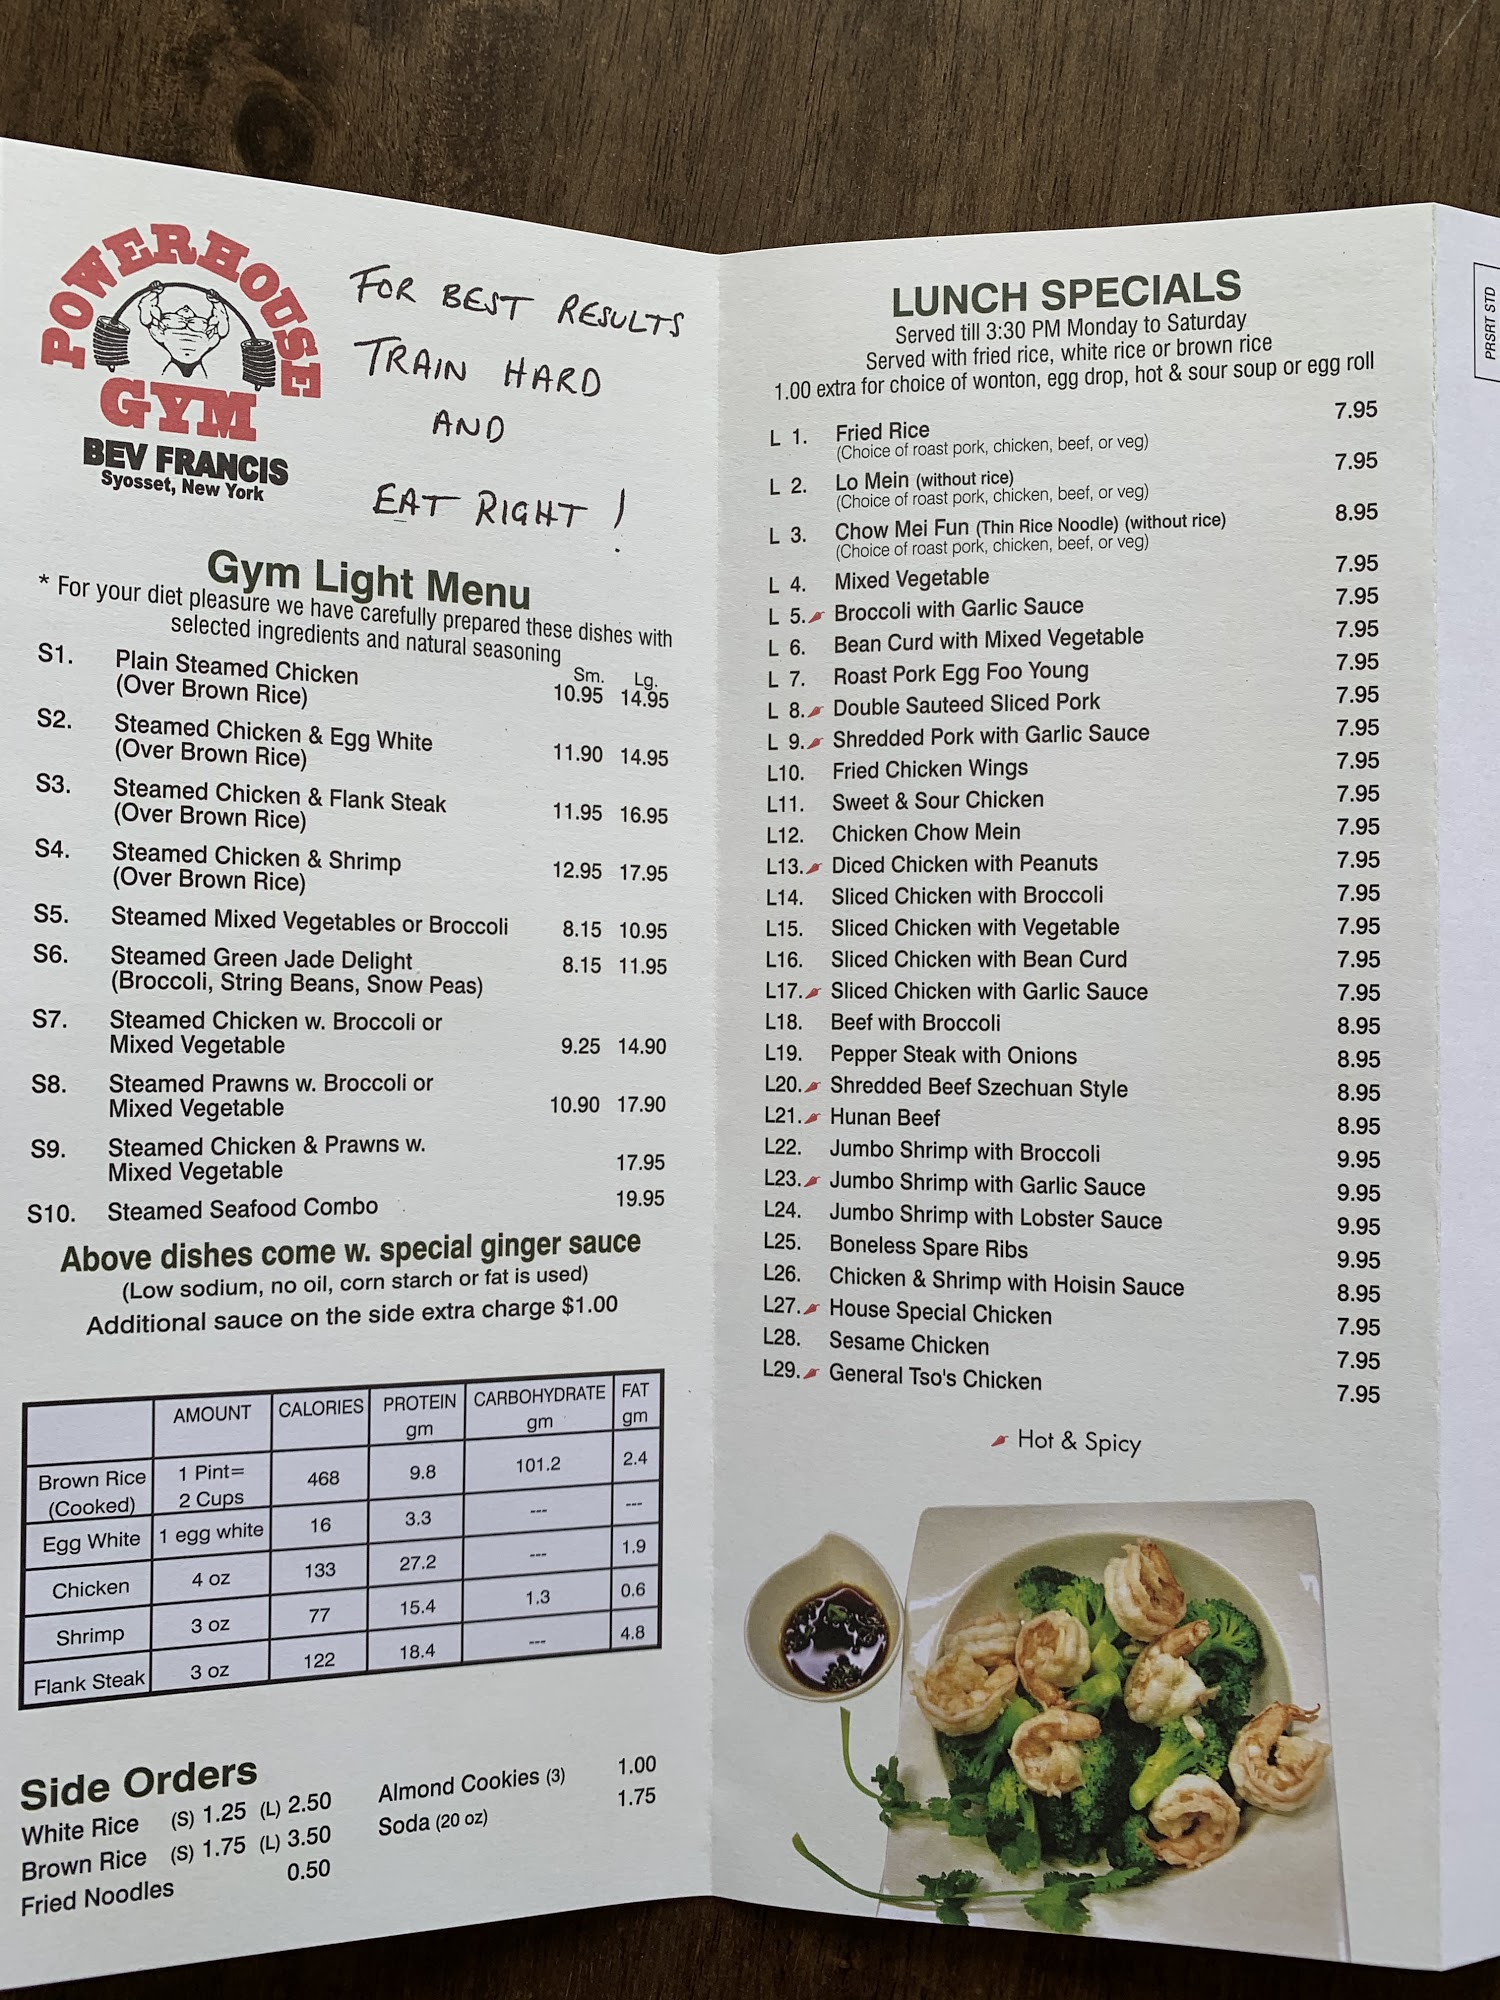 POWERHOUSE
GYM
BEV FRANCIS
Syosset, New York
FOR BEST RESULTS
TRAIN HARD
AND
EAT RIGHT !
Gym Light Menu
* For your diet pleasure we have carefully prepared these dishes with
selected ingredients and natural seasoning
Sm. Lg.
S1. Plain Steamed Chicken 10.95 14.95
(Over Brown Rice)
S2. Steamed Chicken & Egg White
(Over Brown Rice) 11.90 14.95
S3. Steamed Chicken & Flank Steak
(Over Brown Rice) 11.95 16.95
S4. Steamed Chicken & Shrimp
(Over Brown Rice) 12.95 17.95
S5. Steamed Mixed Vegetables or Broccoli 8.15 10.95
S6. Steamed Green Jade Delight 8.15 11.95
(Broccoli, String Beans, Snow Peas)
S7. Steamed Chicken w. Broccoli or
Mixed Vegetable 9.25 14.90
S8. Steamed Prawns w. Broccoli or
Mixed Vegetable 10.90 17.90
S9. Steamed Chicken & Prawns w.
Mixed Vegetable 17.95
S10. Steamed Seafood Combo 19.95
Above dishes come w. special ginger sauce
(Low sodium, no oil, corn starch or fat is used)
Additional sauce on the side extra charge $1.00
AMOUNT CALORIES PROTEIN CARBOHYDRATE FAT
gm gm gm
Brown Rice 1 Pint= 468 9.8 101.2 2.4
(Cooked) 2 Cups
Egg White 1 egg white 16 3.3 --- ---
Chicken 4 oz 133 27.2 --- 1.9
Shrimp 3 oz 77 15.4 1.3 0.6
Flank Steak 3 oz 122 18.4 --- 4.8
Side Orders
White Rice (S) 1.25 (L) 2.50
Brown Rice (S) 1.75 (L) 3.50
Fried Noodles 0.50
Almond Cookies (3) 1.00
Soda (20 oz) 1.75
LUNCH SPECIALS
Served till 3:30 PM Monday to Saturday
Served with fried rice, white rice or brown rice
1.00 extra for choice of wonton, egg drop, hot & sour soup or egg roll
L 1. Fried Rice 7.95
(Choice of roast pork, chicken, beef, or veg)
L 2. Lo Mein (without rice) 7.95
(Choice of roast pork, chicken, beef, or veg)
L 3. Chow Mei Fun (Thin Rice Noodle) (without rice) 8.95
(Choice of roast pork, chicken, beef, or veg)
L 4. Mixed Vegetable 7.95
L 5. Broccoli with Garlic Sauce 7.95
L 6. Bean Curd with Mixed Vegetable 7.95
L 7. Roast Pork Egg Foo Young 7.95
L 8. Double Sauteed Sliced Pork 7.95
L 9. Shredded Pork with Garlic Sauce 7.95
L10. Fried Chicken Wings 7.95
L11. Sweet & Sour Chicken 7.95
L12. Chicken Chow Mein 7.95
L13. Diced Chicken with Peanuts 7.95
L14. Sliced Chicken with Broccoli 7.95
L15. Sliced Chicken with Vegetable 7.95
L16. Sliced Chicken with Bean Curd 7.95
L17. Sliced Chicken with Garlic Sauce 7.95
L18. Beef with Broccoli 8.95
L19. Pepper Steak with Onions 8.95
L20. Shredded Beef Szechuan Style 8.95
L21. Hunan Beef 8.95
L22. Jumbo Shrimp with Broccoli 9.95
L23. Jumbo Shrimp with Garlic Sauce 9.95
L24. Jumbo Shrimp with Lobster Sauce 9.95
L25. Boneless Spare Ribs 9.95
L26. Chicken & Shrimp with Hoisin Sauce 8.95
L27. House Special Chicken 7.95
L28. Sesame Chicken 7.95
L29. General Tso's Chicken 7.95
Hot & Spicy
PRSRT STD